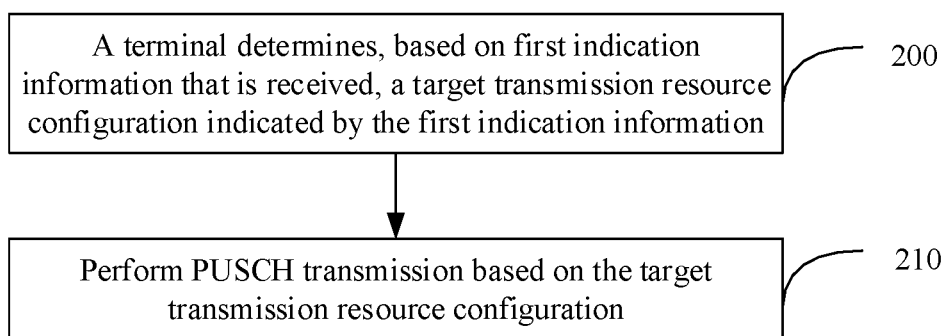 A terminal determines, based on first indication
information that is received, a target transmission resource
configuration indicated by the first indication information
200
Perform PUSCH transmission based on the target
transmission resource configuration
210